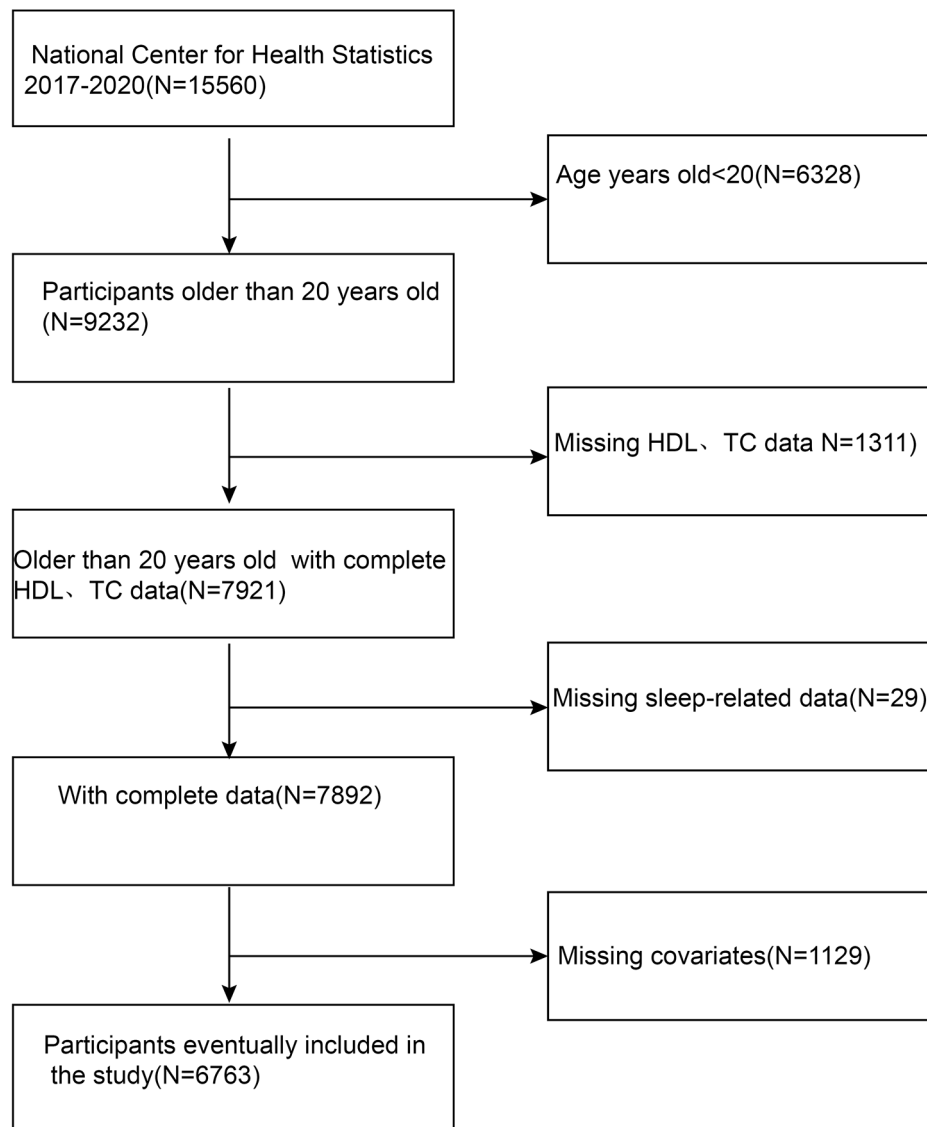 National Center for Health Statistics
2017-2020(N=15560)
Age years old<20(N=6328)
Participants older than 20 years old
(N=9232)
Missing HDL、TC data N=1311)
Older than 20 years old  with complete
HDL、TC data(N=7921)
Missing sleep-related data(N=29)
With complete data(N=7892)
Missing covariates(N=1129)
Participants eventually included in
the study(N=6763)